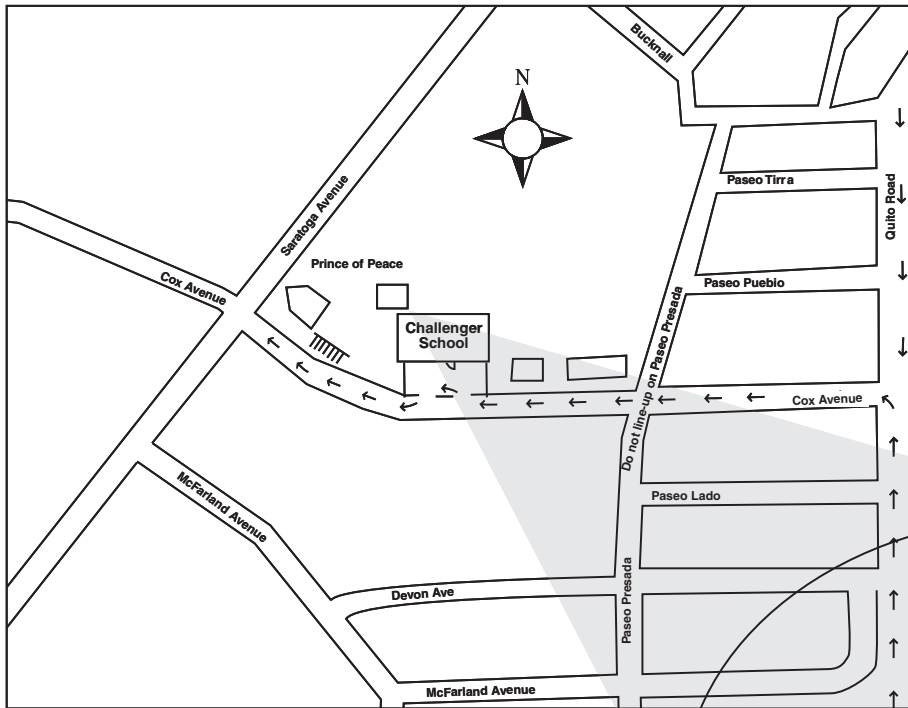 Bucknall
N
Paseo Tirra
Quito Road
Saratoga Avenue
Prince of Peace
Cox Avenue
Paseo Puebio
Challenger
School
Do not line-up on Paseo Presada
Cox Avenue
McFarland Avenue
Paseo Lado
Devon Ave
Paseo Presada
McFarland Avenue